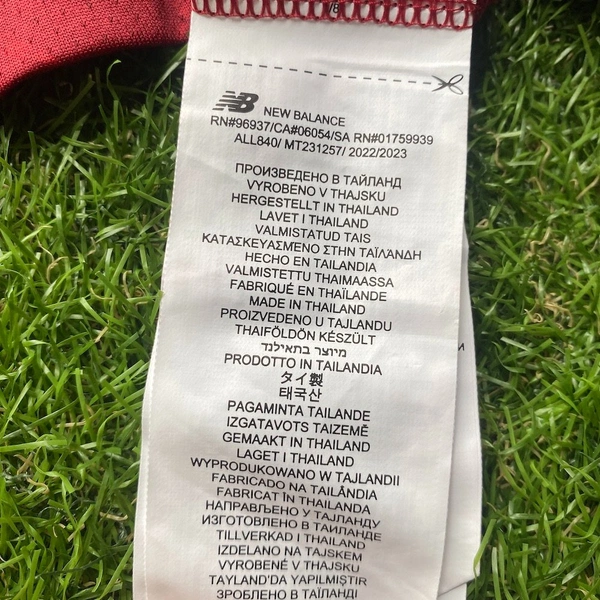 NB NEW BALANCE
RN#96937/CA#06054/SA RN#01759939
ALL840/ MT231257/ 2022/2023
ПРОИЗВЕДЕНО В ТАЙЛАНД
VYROBENO V THAJSKU
HERGESTELLT IN THAILAND
LAVET I THAILAND
VALMISTATUD TAIS
ΚΑΤΑΣΚΕΥΑΣΜΕΝΟ ΣΤΗΝ ΤΑΪΛΑΝΔΗ
HECHO EN TAILANDIA
VALMISTETTU THAIMAASSA
FABRIQUÉ EN THAÏLANDE
MADE IN THAILAND
PROIZVEDENO U TAJLANDU
THAIFÖLDÖN KÉSZÜLT
מיוצר בתאילנד
PRODOTTO IN TAILANDIA
タイ製
태국산
PAGAMINTA TAILANDE
IZGATAVOTS TAIZEMĒ
GEMAAKT IN THAILAND
LAGET I THAILAND
WYPRODUKOWANO W TAJLANDII
FABRICADO NA TAILÂNDIA
FABRICAT ÎN THAILANDA
НАПРАВЉЕНО У ТАЈЛАНДУ
ИЗГОТОВЛЕНО В ТАИЛАНДЕ
TILLVERKAD I THAILAND
IZDELANO NA TAJSKEM
VYROBENÉ V THAJSKU
TAYLAND'DA YAPILMIŞTIR
ЗРОБЛЕНО В ТАЇЛАНДІ